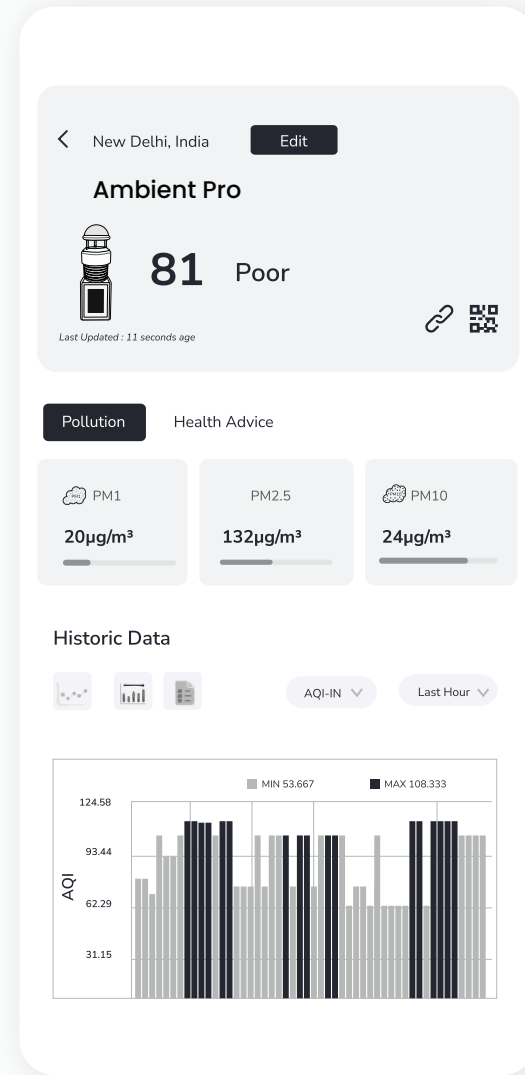 New Delhi, India
Edit
Ambient Pro
81
Poor
Last Updated : 11 seconds age
Pollution
Health Advice
PM1
PM1
20µg/m³
PM2.5
132µg/m³
PM10
PM10
24µg/m³
Historic Data
AQI-IN
Last Hour
MIN 53.667
MAX 108.333
124.58
93.44
62.29
31.15
AQI